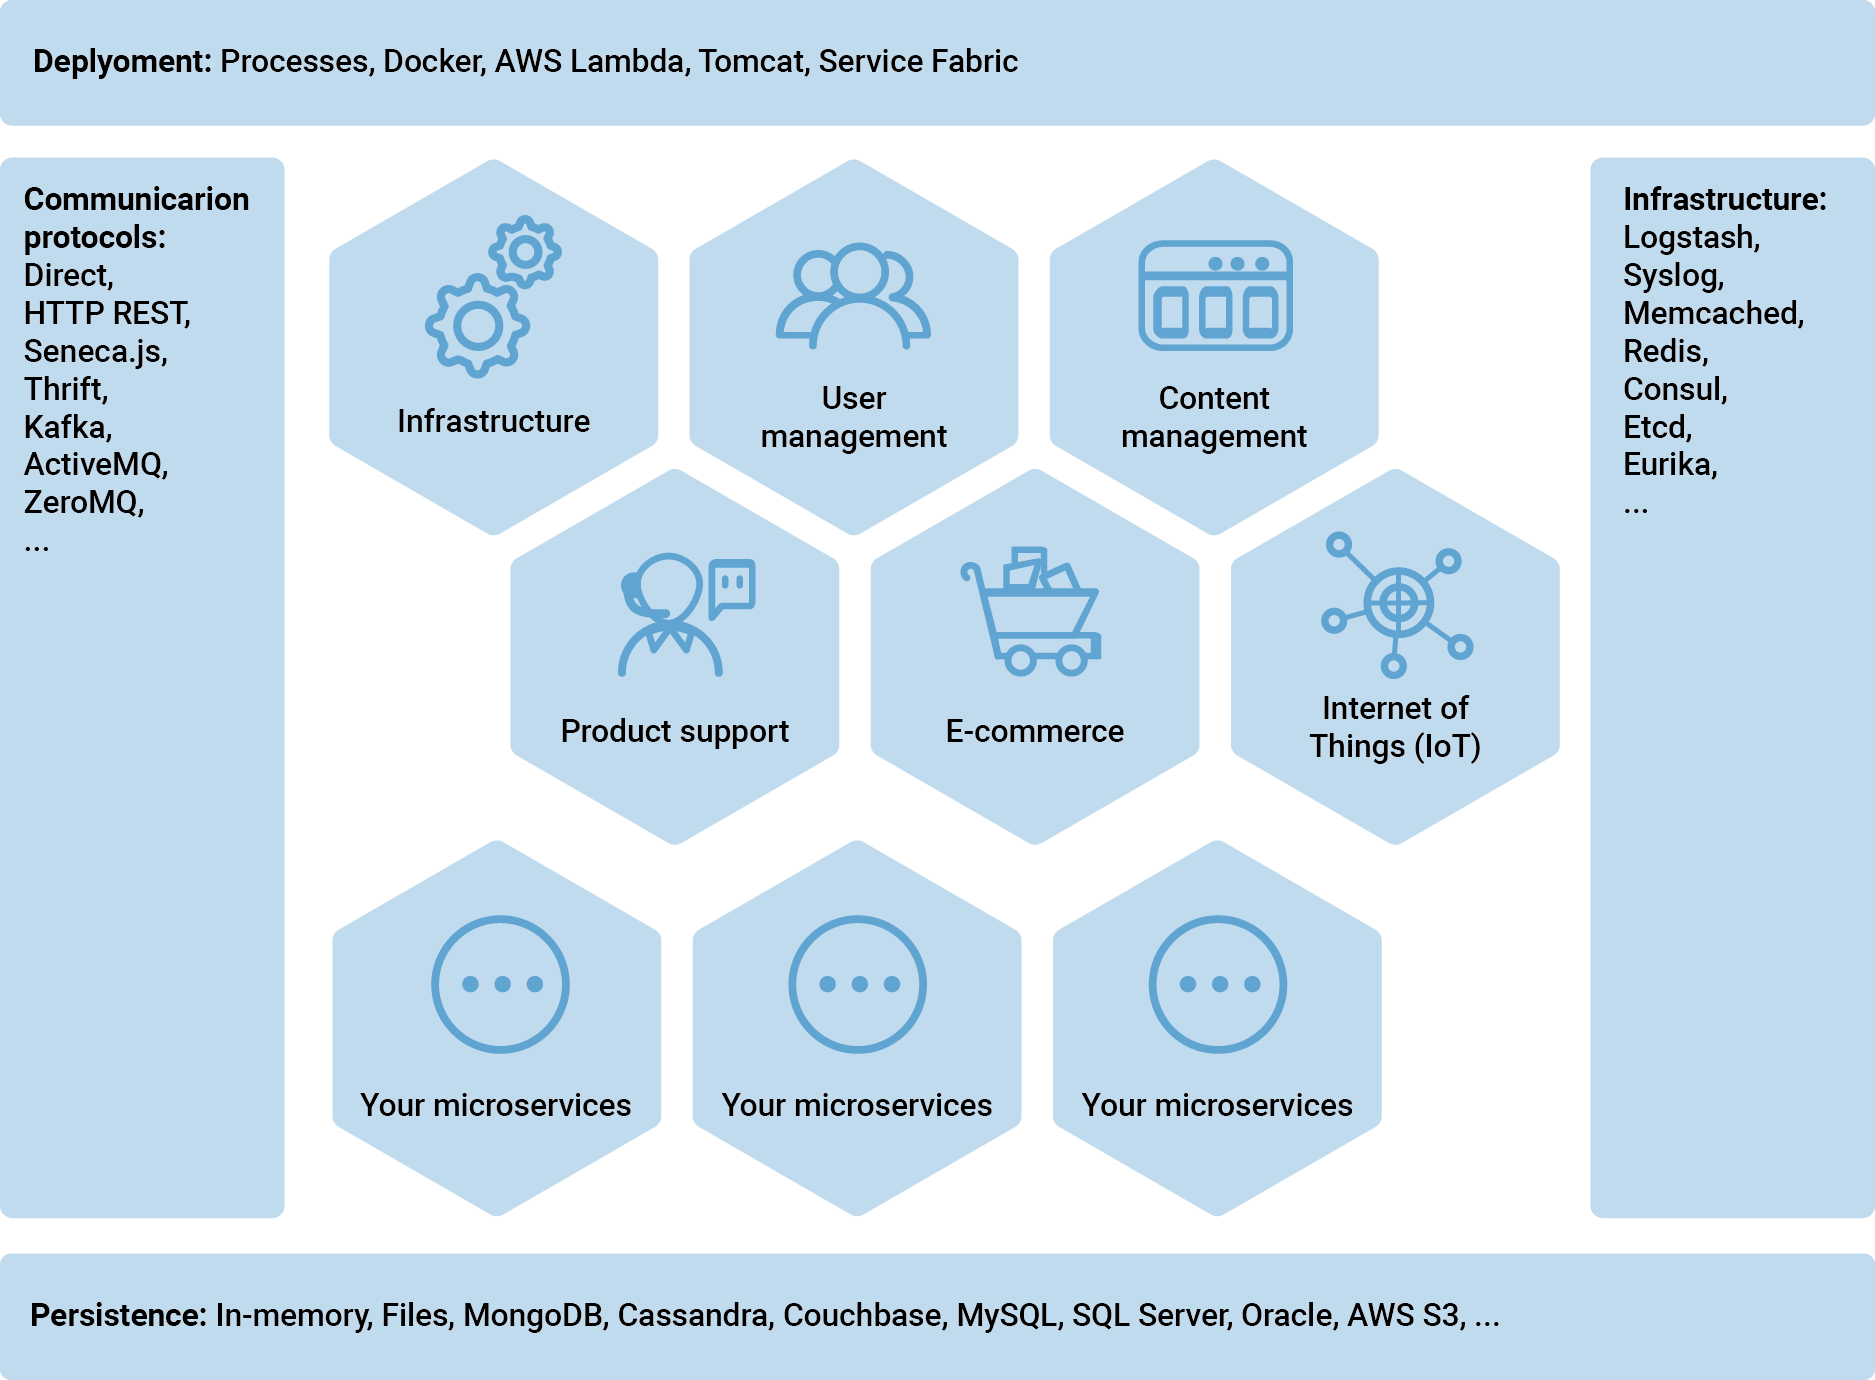 Deplyoment: Processes, Docker, AWS Lambda, Tomcat, Service Fabric
Communicarion
protocols:
Direct,
HTTP REST,
Seneca.js,
Thrift,
Kafka,
ActiveMQ,
ZeroMQ,
...
Infrastructure
User
management
Content
management
Product support
E-commerce
Internet of
Things (IoT)
Your microservices
Your microservices
Your microservices
Infrastructure:
Logstash,
Syslog,
Memcached,
Redis,
Consul,
Etcd,
Eurika,
...
Persistence: In-memory, Files, MongoDB, Cassandra, Couchbase, MySQL, SQL Server, Oracle, AWS S3, ...